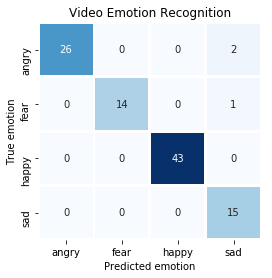 Video Emotion Recognition
True emotion
angry 26 0 0 2
fear 0 14 0 1
happy 0 0 43 0
sad 0 0 0 15
angry fear happy sad
Predicted emotion